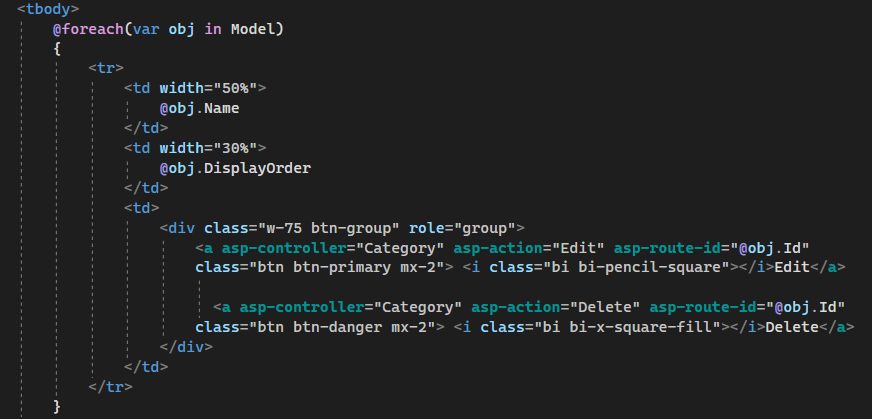 <tbody>
@foreach(var obj in Model)
{
<tr>
<td width="50%">
@obj.Name
</td>
<td width="30%">
@obj.DisplayOrder
</td>
<td>
<div class="w-75 btn-group" role="group">
<a asp-controller="Category" asp-action="Edit" asp-route-id="@obj.Id"
class="btn btn-primary mx-2"> <i class="bi bi-pencil-square"></i>Edit</a>
<a asp-controller="Category" asp-action="Delete" asp-route-id="@obj.Id"
class="btn btn-danger mx-2"> <i class="bi bi-x-square-fill"></i>Delete</a>
</div>
</td>
</tr>
}